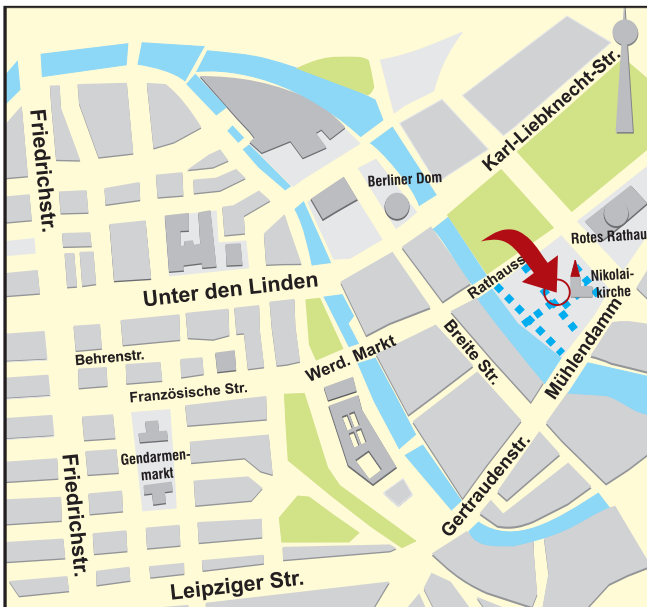 Karl-Liebknecht-Str.
Friedrichstr.
Berliner Dom
Rotes Rathau
Rathauss
Nikolai-
kirche
Unter den Linden
Mühlendamm
Breite Str.
Werd. Markt
Behrenstr.
Französische Str.
Gendarmen-
markt
Friedrichstr.
Gertraudenstr.
Leipziger Str.